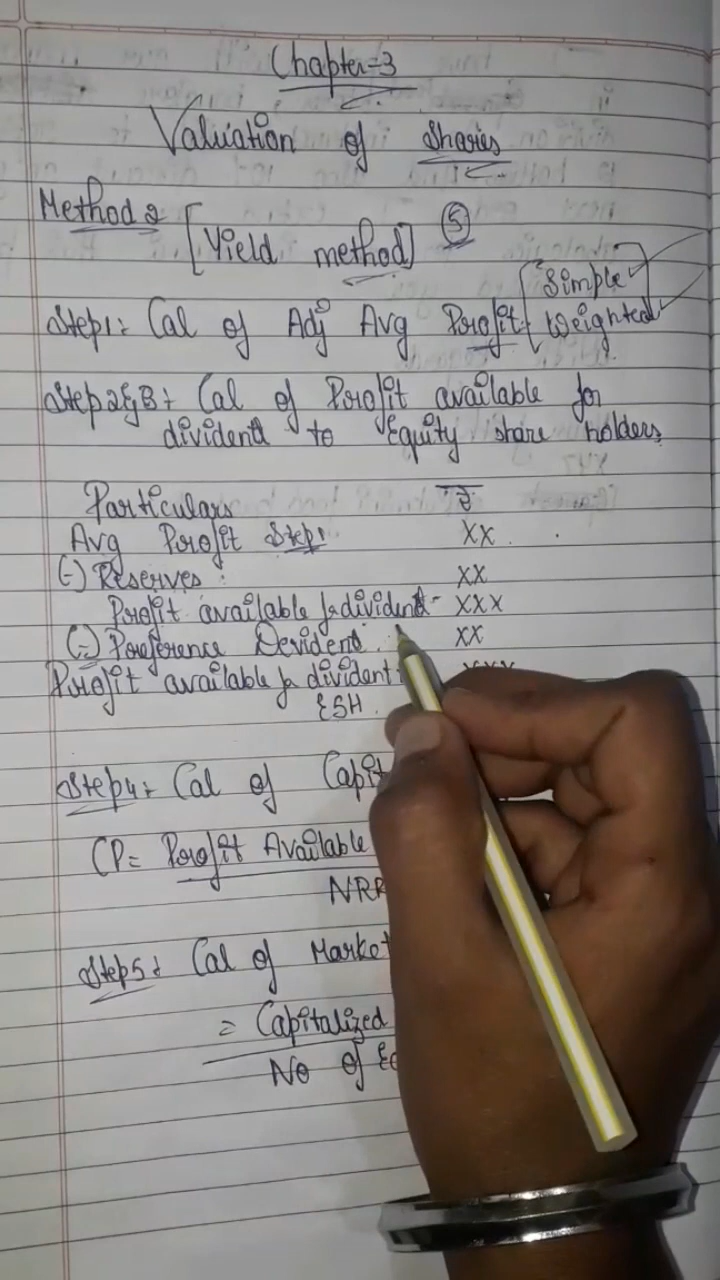 Chapter-3
Valuation of Shares
Method 2 [Yield method] 5
Simple
Step1: Cal of Adj Avg Profit Weighted
Step 2&3: Cal of Profit available for
dividend to Equity share holders
Particulars ₹
Avg Profit Step1 XX
(-) Reserves: XX
Profit available for dividend- XXX
(-) Preference Devident. XX
Profit available for divident XXX
ESH.
Step4: Cal of
CP= Profit Available
NRR
Step5: Cal of
= Capitalized
No of